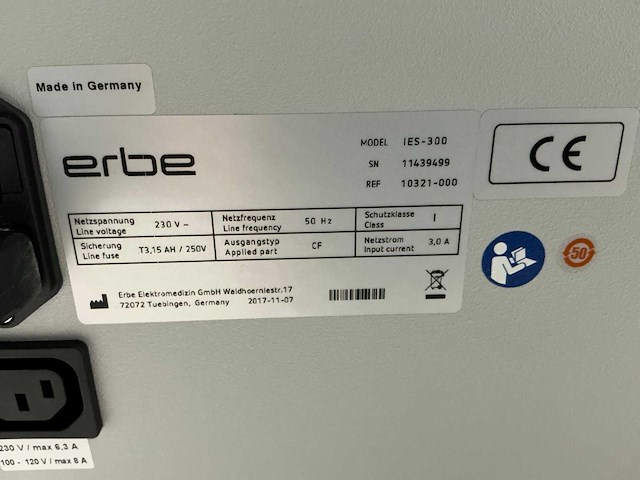 Made in Germany
erbe
MODEL IES-300
SN 11439499
REF 10321-000
CE
Netzspannung
Line voltage 230 V ~
Netzfrequenz
Line frequency 50 Hz
Schutzklasse
Class I
Sicherung
Line fuse T3,15 AH / 250V
Ausgangstyp
Applied part CF
Netzstrom
Input current 3,0 A
Erbe Elektromedizin GmbH Waldhoernlestr.17
72072 Tuebingen, Germany 2017-11-07
50
230 V / max 6,3 A
100 - 120 V / max 8 A